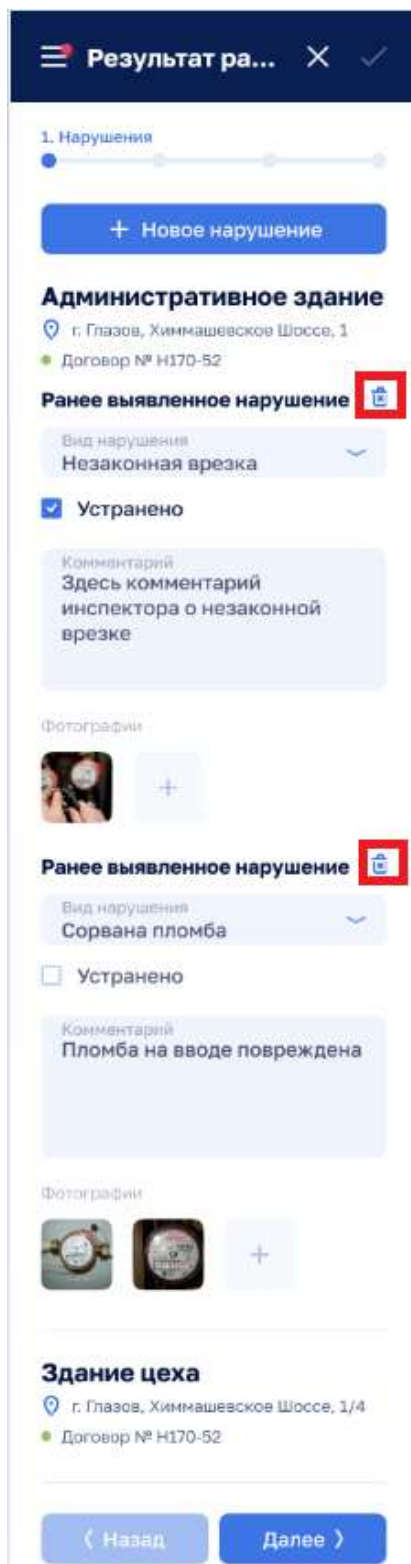 Результат ра...
1. Нарушения
+ Новое нарушение
Административное здание
г. Глазов, Химмашевское Шоссе, 1
Договор № Н170-52
Ранее выявленное нарушение
Вид нарушения
Незаконная врезка
Устранено
Комментарий
Здесь комментарий
инспектора о незаконной
врезке
Фотографии
+
Ранее выявленное нарушение
Вид нарушения
Сорвана пломба
Устранено
Комментарий
Пломба на вводе повреждена
Фотографии
+
Здание цеха
г. Глазов, Химмашевское Шоссе, 1/4
Договор № Н170-52
Назад
Далее